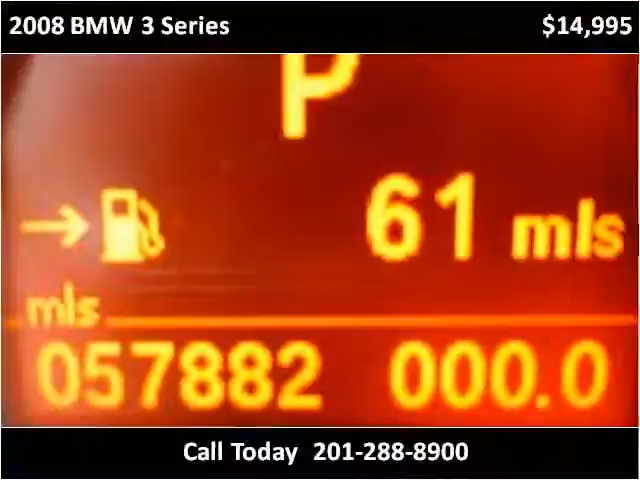 2008 BMW 3 Series $14,995
P
61 mls
mls
057882 000.0
Call Today 201-288-8900